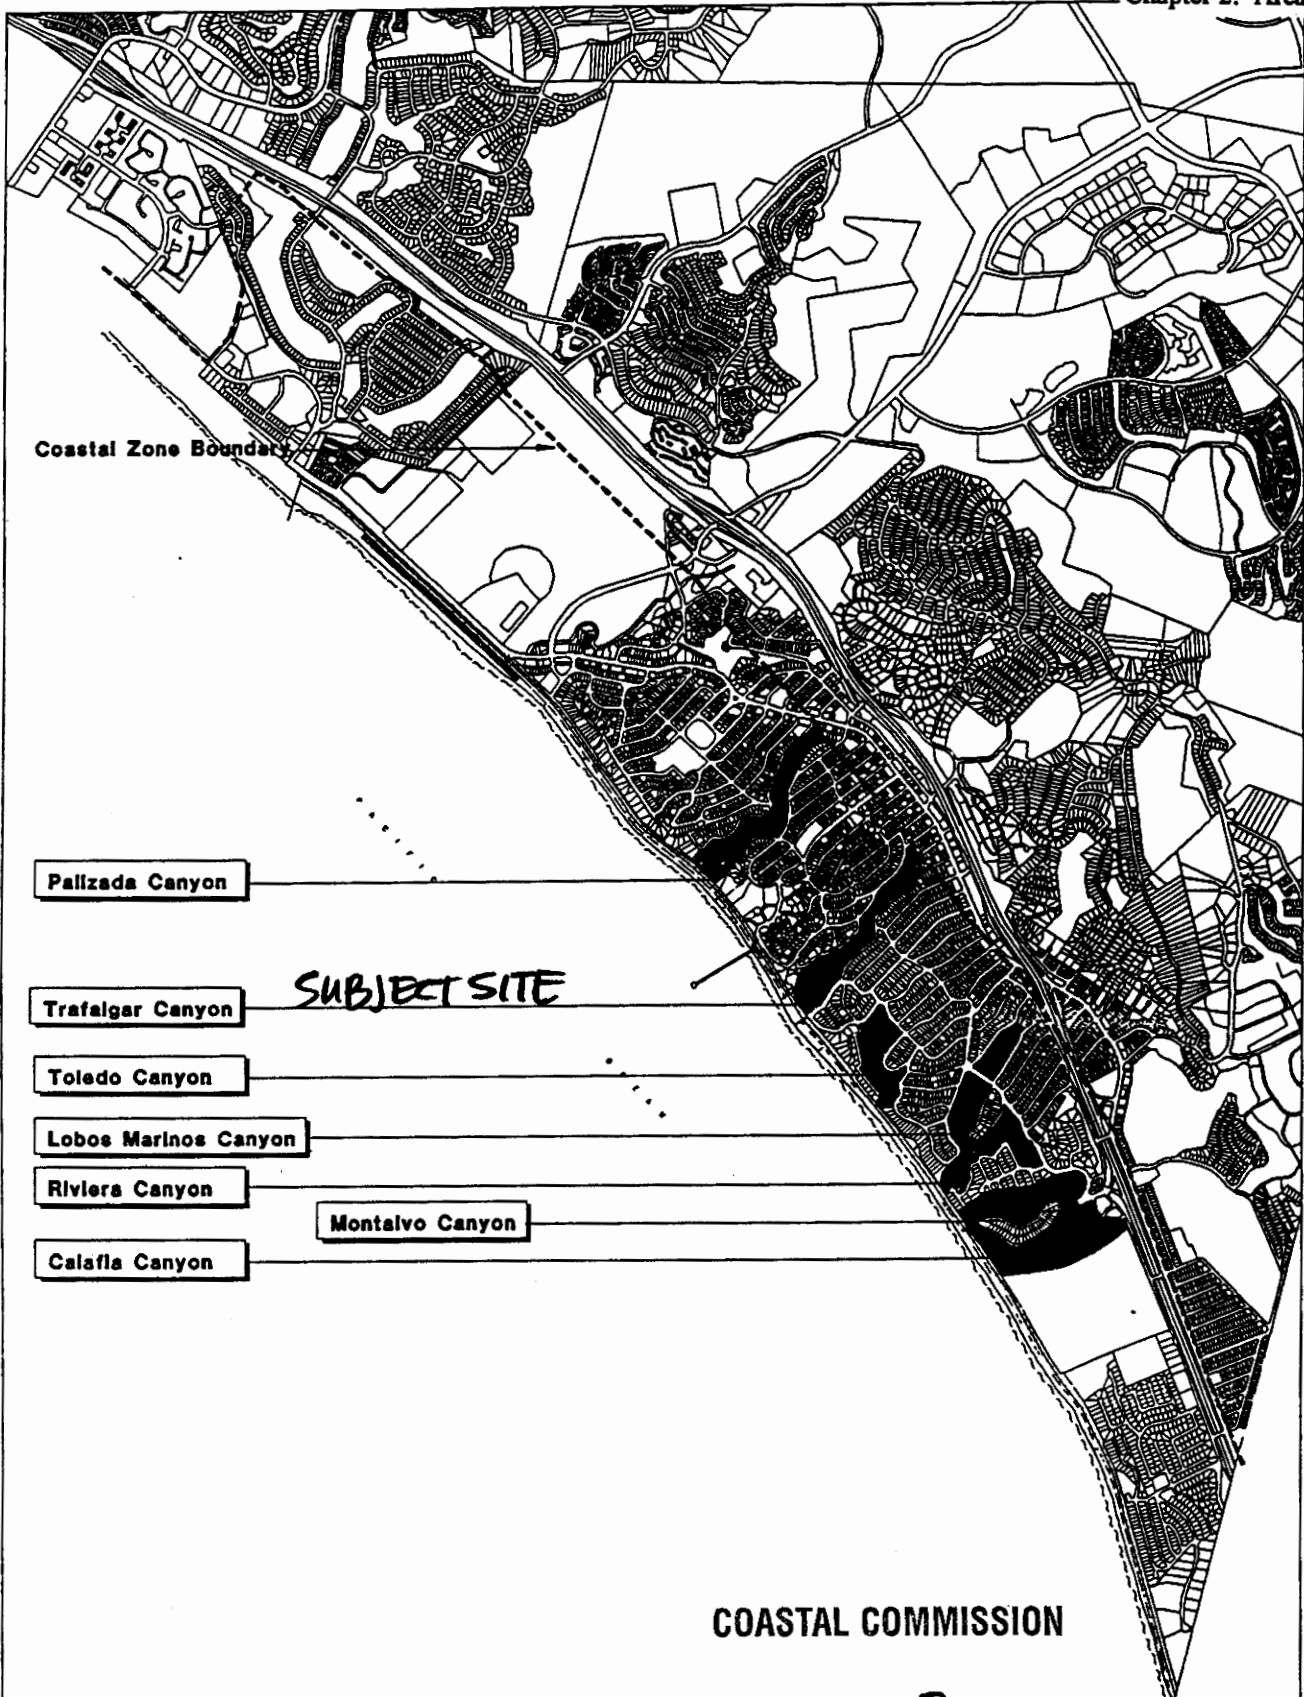 Chapter 2: Area
Coastal Zone Boundary
Palizada Canyon
SUBJECT SITE
Trafalgar Canyon
Toledo Canyon
Lobos Marinos Canyon
Riviera Canyon
Montalvo Canyon
Calafia Canyon
COASTAL COMMISSION